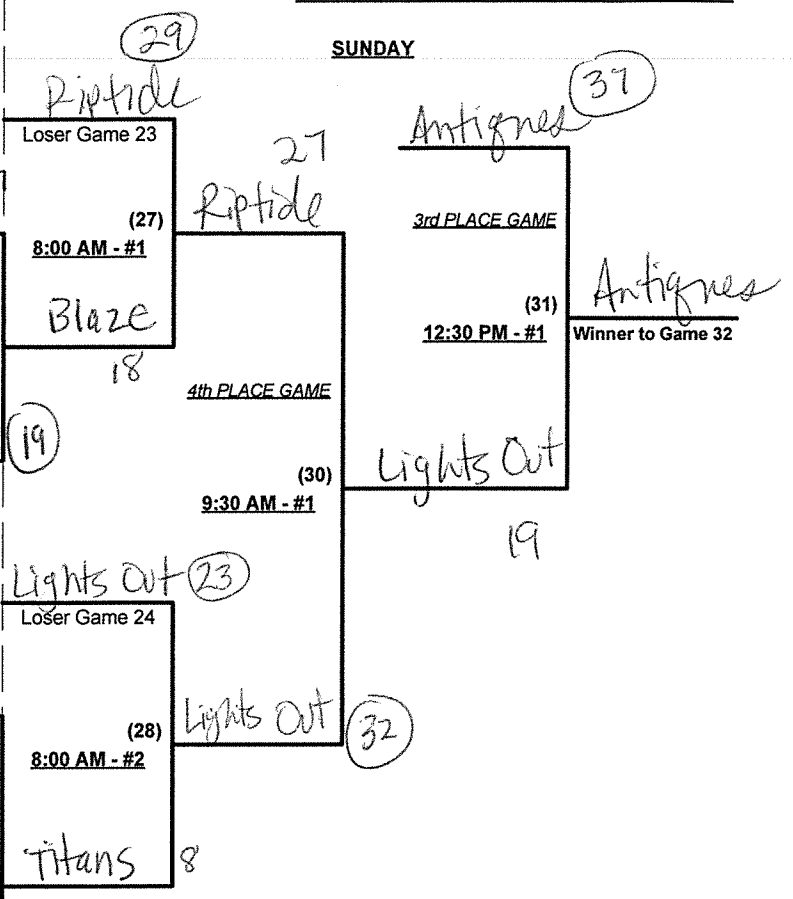 29
SUNDAY
37
Riptide
Antiques
Loser Game 23
27
Riptide
(27)
3rd PLACE GAME
8:00 AM - #1
Antiques
(31)
Blaze
12:30 PM - #1
Winner to Game 32
18
4th PLACE GAME
19
Lights Out
(30)
9:30 AM - #1
19
Lights Out 23
Loser Game 24
Lights Out 32
(28)
8:00 AM - #2
Titans 8